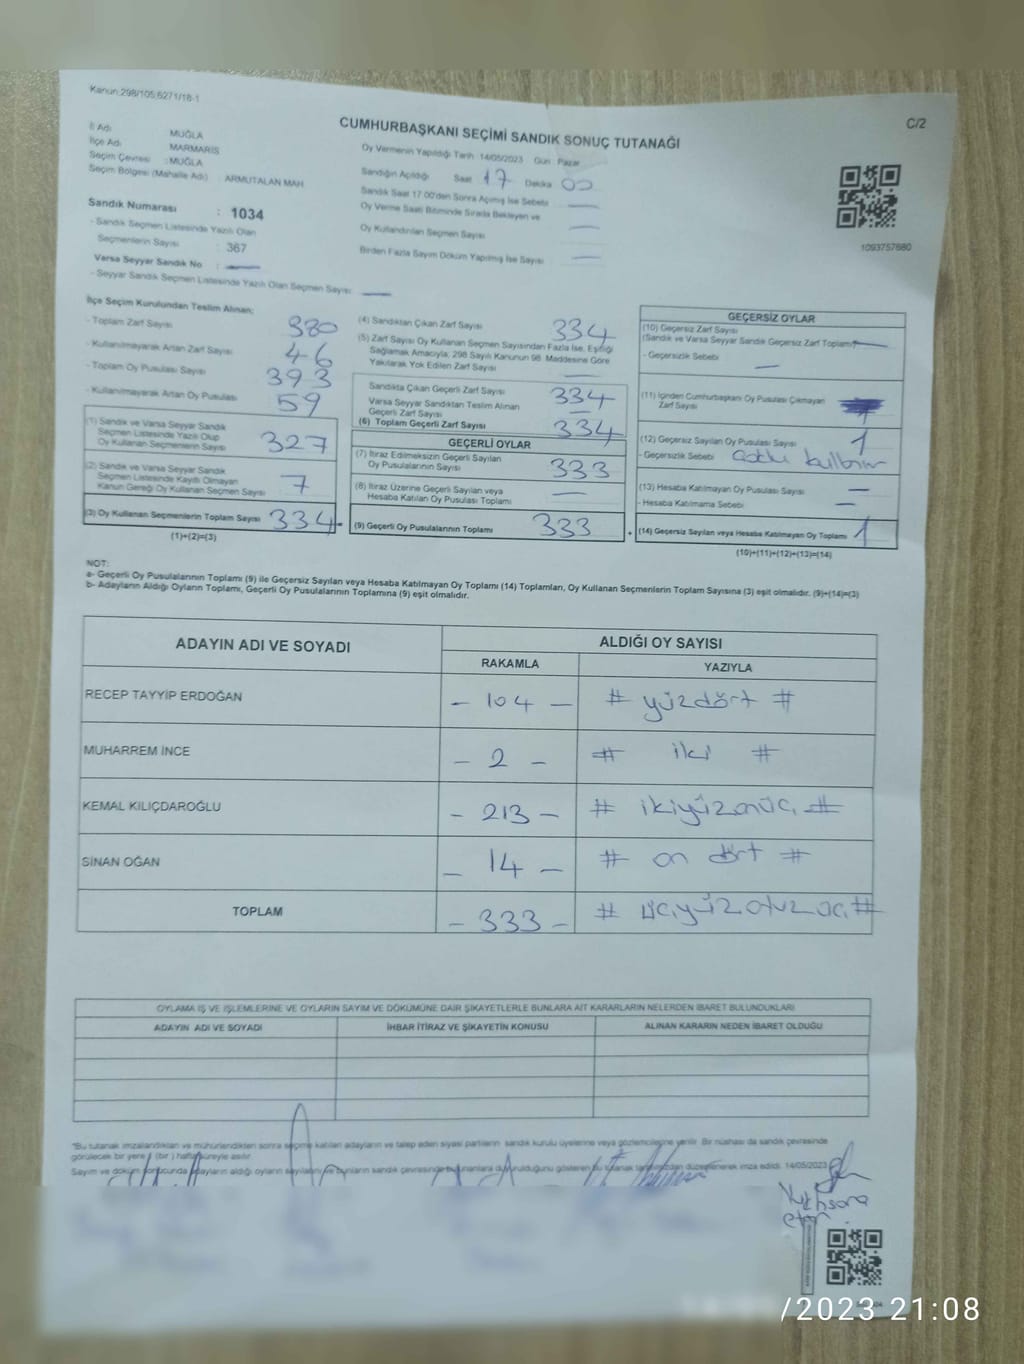 Kanun:298/105,6271/18-1
C/2
CUMHURBAŞKANI SEÇİMİ SANDIK SONUÇ TUTANAĞI
İl Adı : MUĞLA
İlçe Adı : MARMARİS
Seçim Çevresi : MUĞLA
Seçim Bölgesi (Mahalle Adı) : ARMUTALAN MAH.
Sandık Numarası : 1034
- Sandık Seçmen Listesinde Yazılı Olan
Seçmenlerin Sayısı : 367
Varsa Seyyar Sandık No : —
- Seyyar Sandık Seçmen Listesinde Yazılı Olan Seçmen Sayısı : —
Oy Vermenin Yapıldığı Tarih :14/05/2023 Gün : Pazar
Sandığın Açıldığı Saat 17 Dakika 00
Sandık Saat 17:00'den Sonra Açılmış İse Sebebi —
Oy Verme Saati Bitiminde Sırada Bekleyen ve
Oy Kullandırılan Seçmen Sayısı —
Birden Fazla Sayım Döküm Yapılmış İse Sayısı —
1093757680
İlçe Seçim Kurulundan Teslim Alınan;
- Toplam Zarf Sayısı 380
- Kullanılmayarak Artan Zarf Sayısı 46
- Toplam Oy Pusulası Sayısı 393
- Kullanılmayarak Artan Oy Pusulası 59
(1) Sandık ve Varsa Seyyar Sandık
Seçmen Listesinde Yazılı Olup
Oy Kullanan Seçmenlerin Sayısı 327
(2) Sandık ve Varsa Seyyar Sandık
Seçmen Listesinde Kayıtlı Olmayan
Kanun Gereği Oy Kullanan Seçmen Sayısı 7
(3) Oy Kullanan Seçmenlerin Toplam Sayısı 334 =
(1)+(2)=(3)
(4) Sandıktan Çıkan Zarf Sayısı 334
(5) Zarf Sayısı Oy Kullanan Seçmen Sayısından Fazla İse, Eşitliği
Sağlamak Amacıyla, 298 Sayılı Kanunun 98. Maddesine Göre
Yakılarak Yok Edilen Zarf Sayısı —
Sandıkta Çıkan Geçerli Zarf Sayısı 334
Varsa Seyyar Sandıktan Teslim Alınan
Geçerli Zarf Sayısı —
(6) Toplam Geçerli Zarf Sayısı 334
GEÇERLİ OYLAR
(7) İtiraz Edilmeksizin Geçerli Sayılan
Oy Pusulalarının Sayısı 333
(8) İtiraz Üzerine Geçerli Sayılan veya
Hesaba Katılan Oy Pusulası Toplamı —
(9) Geçerli Oy Pusulalarının Toplamı 333 +
GEÇERSİZ OYLAR
(10) Geçersiz Zarf Sayısı
(Sandık ve Varsa Seyyar Sandık Geçersiz Zarf Toplamı) —
- Geçersizlik Sebebi —
(11) İçinden Cumhurbaşkanı Oy Pusulası Çıkmayan
Zarf Sayısı
(12) Geçersiz Sayılan Oy Pusulası Sayısı 1
- Geçersizlik Sebebi
(13) Hesaba Katılmayan Oy Pusulası Sayısı —
- Hesaba Katılmama Sebebi —
(14) Geçersiz Sayılan veya Hesaba Katılmayan Oy Toplamı 1
(10)+(11)+(12)+(13)=(14)
NOT:
a- Geçerli Oy Pusulalarının Toplamı (9) ile Geçersiz Sayılan veya Hesaba Katılmayan Oy Toplamı (14) Toplamları, Oy Kullanan Seçmenlerin Toplam Sayısına (3) eşit olmalıdır. (9)+(14)=(3)
b- Adayların Aldığı Oyların Toplamı, Geçerli Oy Pusulalarının Toplamına (9) eşit olmalıdır.
ADAYIN ADI VE SOYADI ALDIĞI OY SAYISI
RAKAMLA YAZIYLA
RECEP TAYYİP ERDOĞAN - 104 - # yüzdört #
MUHARREM İNCE - 2 - # iki #
KEMAL KILIÇDAROĞLU - 213 - # ikiyüzonüç #
SİNAN OĞAN - 14 - # on dört #
TOPLAM - 333 - # üçyüzotuzüç #
OYLAMA İŞ VE İŞLEMLERİNE VE OYLARIN SAYIM VE DÖKÜMÜNE DAİR ŞİKAYETLERLE BUNLARA AİT KARARLARIN NELERDEN İBARET BULUNDUKLARI
ADAYIN ADI VE SOYADI İHBAR İTİRAZ VE ŞİKAYETİN KONUSU ALINAN KARARIN NEDEN İBARET OLDUĞU
*Bu tutanak imzalandıktan ve mühürlendikten sonra seçime katılan adayların ve talep eden siyasi partilerin sandık kurulu üyelerine veya gözlemcilerine verilir. Bir nüshası da sandık çevresinde
görülecek bir yere (bir) hafta süreyle asılır.
Sayım ve döküm sonucunda adayların aldığı oyların sayılarını ve bunların sandık çevresinde bulunanlara duyurulduğunu gösteren bu tutanak tarafımızdan düzenlenerek imza edildi. 14/05/2023
/2023 21:08